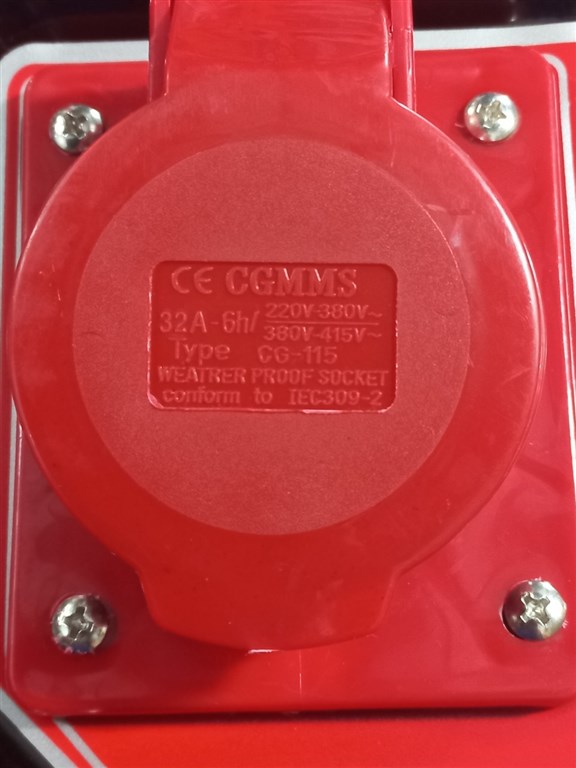 CE CGMMS
32A-6h/ 220V-380V~
380V-415V~
Type CG-115
WEATRER PROOF SOCKET
conform to IEC309-2